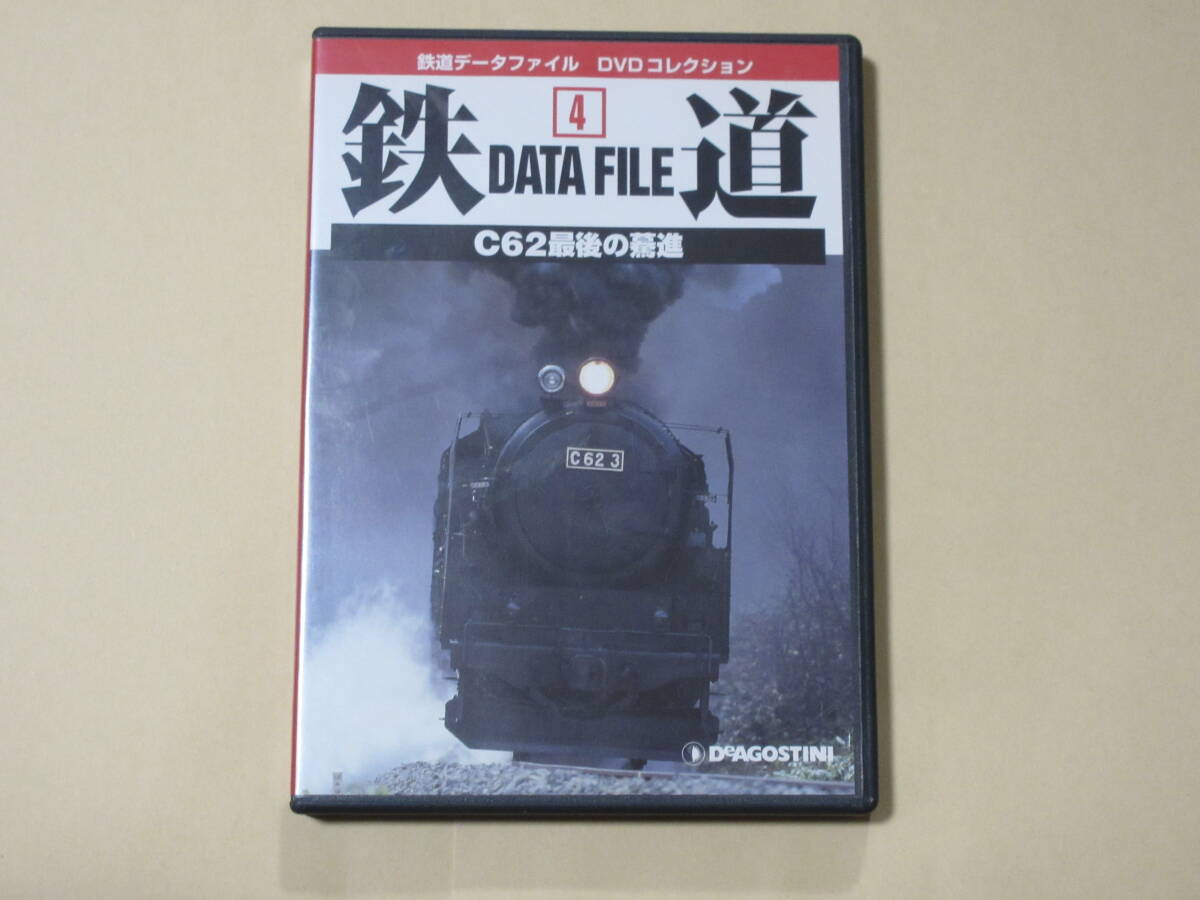 鉄道データファイル DVDコレクション
4
鉄 DATA FILE 道
C62最後の驀進
C62 3
DeAGOSTINI